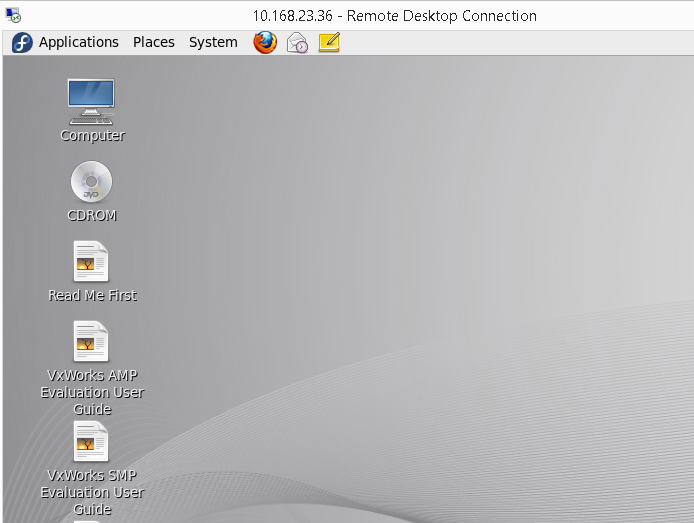 10.168.23.36 - Remote Desktop Connection
Applications Places System
Computer
DVD
CDROM
Read Me First
VxWorks AMP
Evaluation User
Guide
VxWorks SMP
Evaluation User
Guide